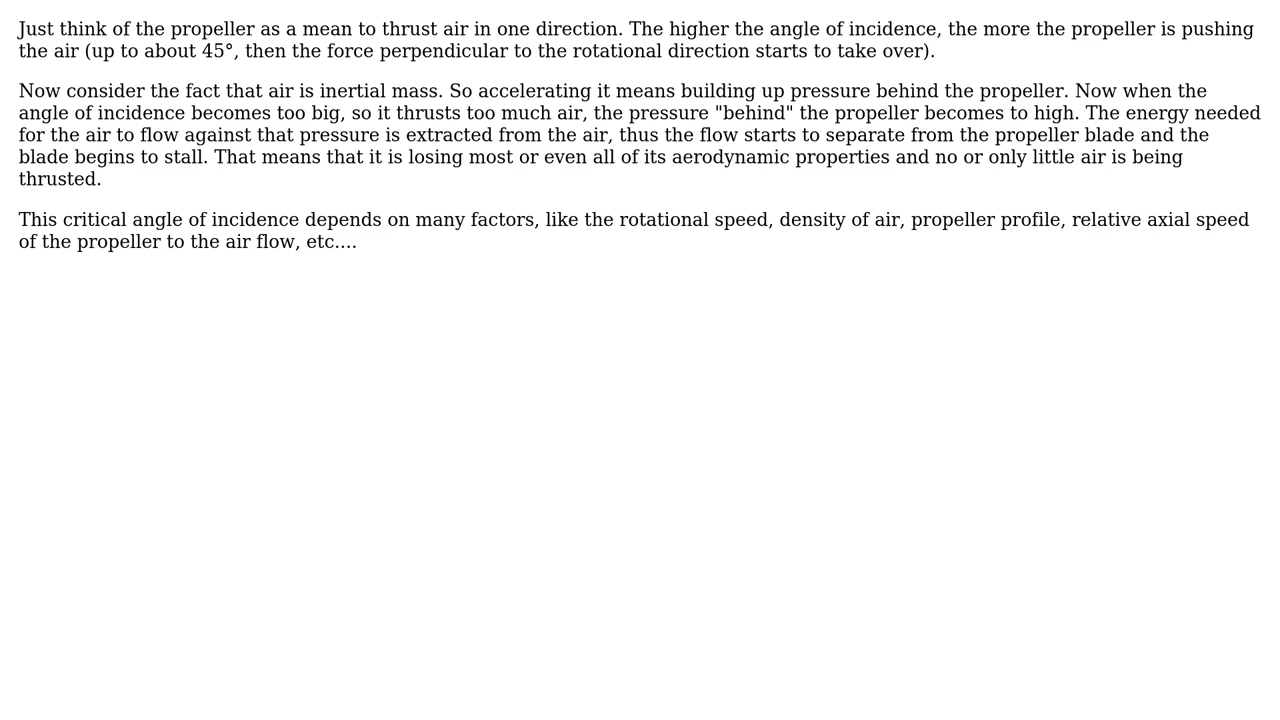 Just think of the propeller as a mean to thrust air in one direction. The higher the angle of incidence, the more the propeller is pushing
the air (up to about 45°, then the force perpendicular to the rotational direction starts to take over).
Now consider the fact that air is inertial mass. So accelerating it means building up pressure behind the propeller. Now when the
angle of incidence becomes too big, so it thrusts too much air, the pressure "behind" the propeller becomes to high. The energy needed
for the air to flow against that pressure is extracted from the air, thus the flow starts to separate from the propeller blade and the
blade begins to stall. That means that it is losing most or even all of its aerodynamic properties and no or only little air is being
thrusted.
This critical angle of incidence depends on many factors, like the rotational speed, density of air, propeller profile, relative axial speed
of the propeller to the air flow, etc....